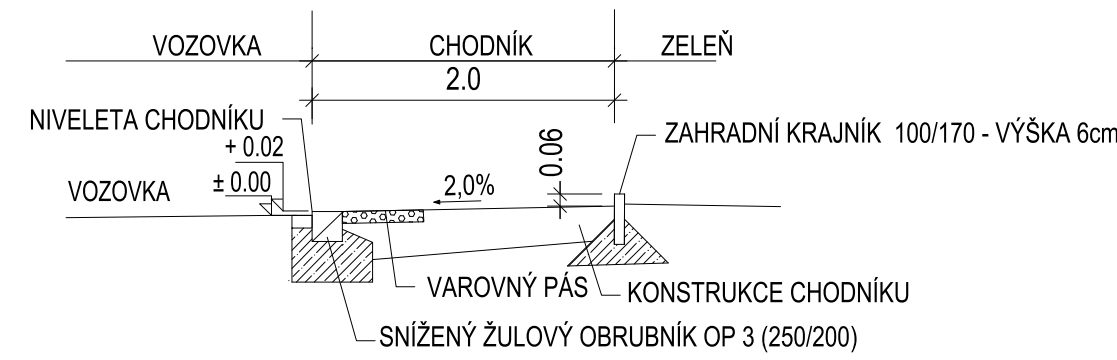 VOZOVKA
CHODNÍK
ZELEŇ
2.0
NIVELETA CHODNÍKU
0.06
ZAHRADNÍ KRAJNÍK 100/170 - VÝŠKA 6cm
+ 0.02
VOZOVKA
± 0.00
2,0%
VAROVNÝ PÁS
KONSTRUKCE CHODNÍKU
SNÍŽENÝ ŽULOVÝ OBRUBNÍK OP 3 (250/200)